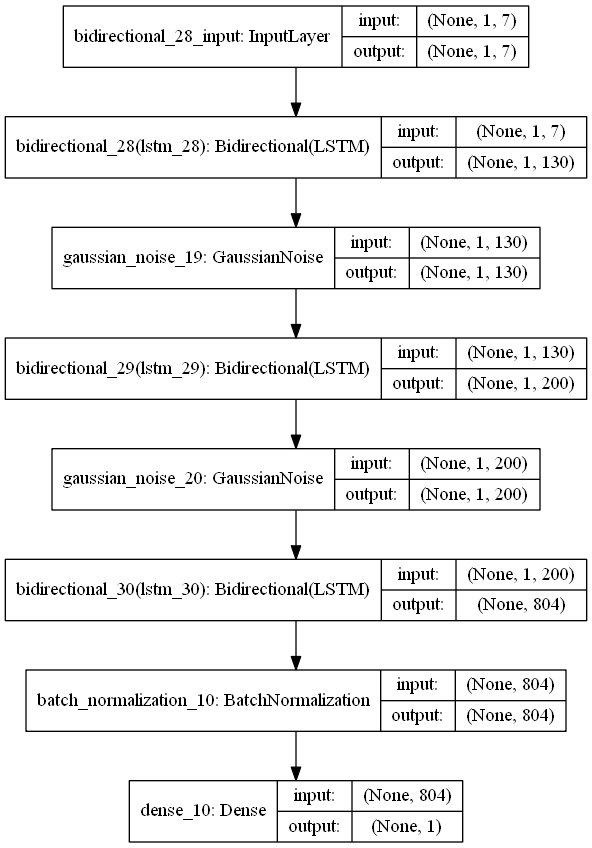 bidirectional_28_input: InputLayer
input: (None, 1, 7)
output: (None, 1, 7)
bidirectional_28(lstm_28): Bidirectional(LSTM)
input: (None, 1, 7)
output: (None, 1, 130)
gaussian_noise_19: GaussianNoise
input: (None, 1, 130)
output: (None, 1, 130)
bidirectional_29(lstm_29): Bidirectional(LSTM)
input: (None, 1, 130)
output: (None, 1, 200)
gaussian_noise_20: GaussianNoise
input: (None, 1, 200)
output: (None, 1, 200)
bidirectional_30(lstm_30): Bidirectional(LSTM)
input: (None, 1, 200)
output: (None, 804)
batch_normalization_10: BatchNormalization
input: (None, 804)
output: (None, 804)
dense_10: Dense
input: (None, 804)
output: (None, 1)